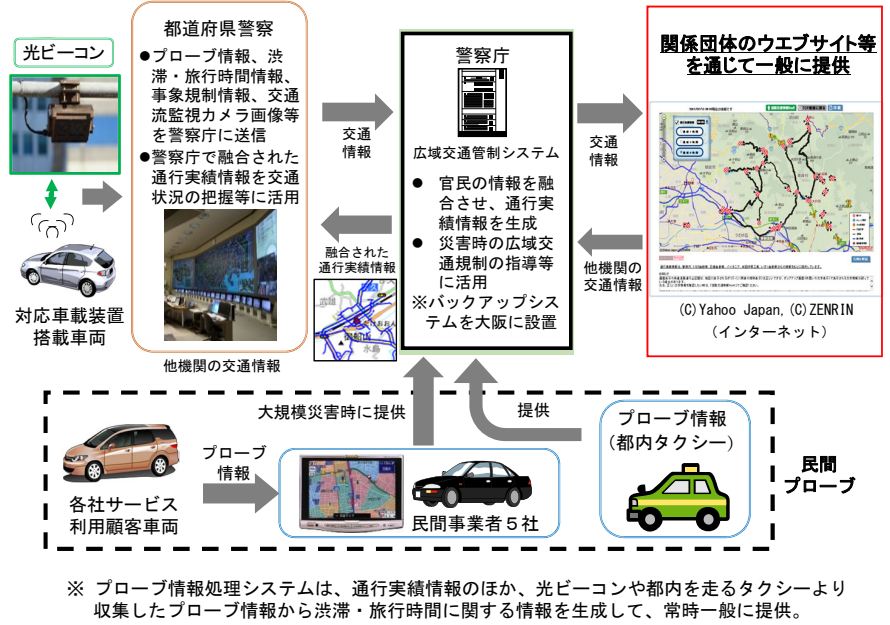 光ビーコン
対応車載装置
搭載車両
都道府県警察
●プローブ情報、渋
滞・旅行時間情報、
事象規制情報、交通
流監視カメラ画像等
を警察庁に送信
●警察庁で融合された
通行実績情報を交通
状況の把握等に活用
他機関の交通情報
交通
情報
融合された
通行実績情報
警察庁
広域交通管制システム
● 官民の情報を融
合させ、通行実
績情報を生成
● 災害時の広域交
通規制の指導等
に活用
※バックアップシス
テムを大阪に設置
交通
情報
他機関の
交通情報
関係団体のウエブサイト等
を通じて一般に提供
(C)Yahoo Japan,(C)ZENRIN
（インターネット）
大規模災害時に提供
提供
各社サービス
利用顧客車両
プローブ
情報
民間事業者５社
プローブ情報
(都内タクシー)
民間
プローブ
※ プローブ情報処理システムは、通行実績情報のほか、光ビーコンや都内を走るタクシーより
収集したプローブ情報から渋滞・旅行時間に関する情報を生成して、常時一般に提供。